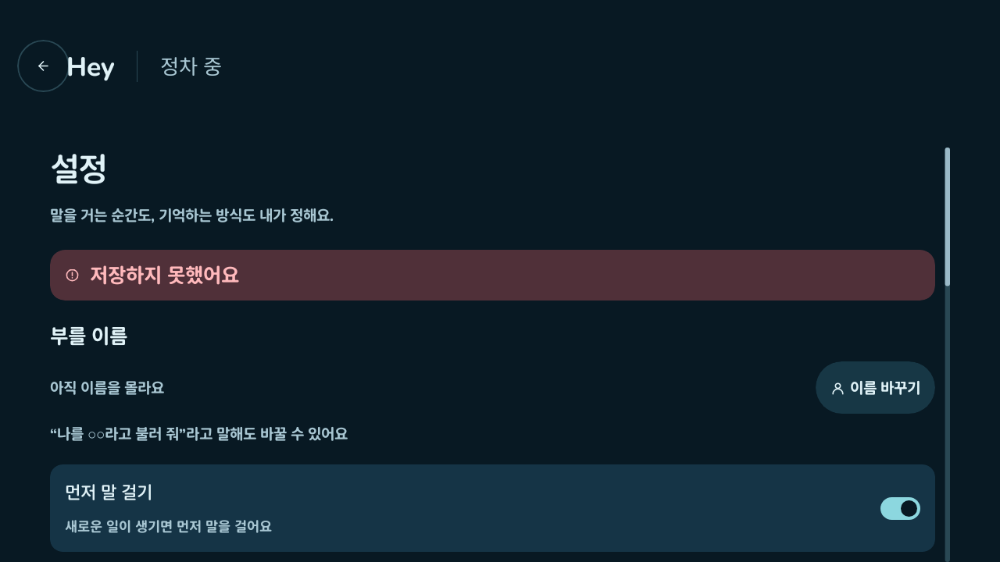 Hey
정차 중
설정
말을 거는 순간도, 기억하는 방식도 내가 정해요.
저장하지 못했어요
부를 이름
아직 이름을 몰라요
이름 바꾸기
“나를 ○○라고 불러 줘”라고 말해도 바꿀 수 있어요
먼저 말 걸기
새로운 일이 생기면 먼저 말을 걸어요